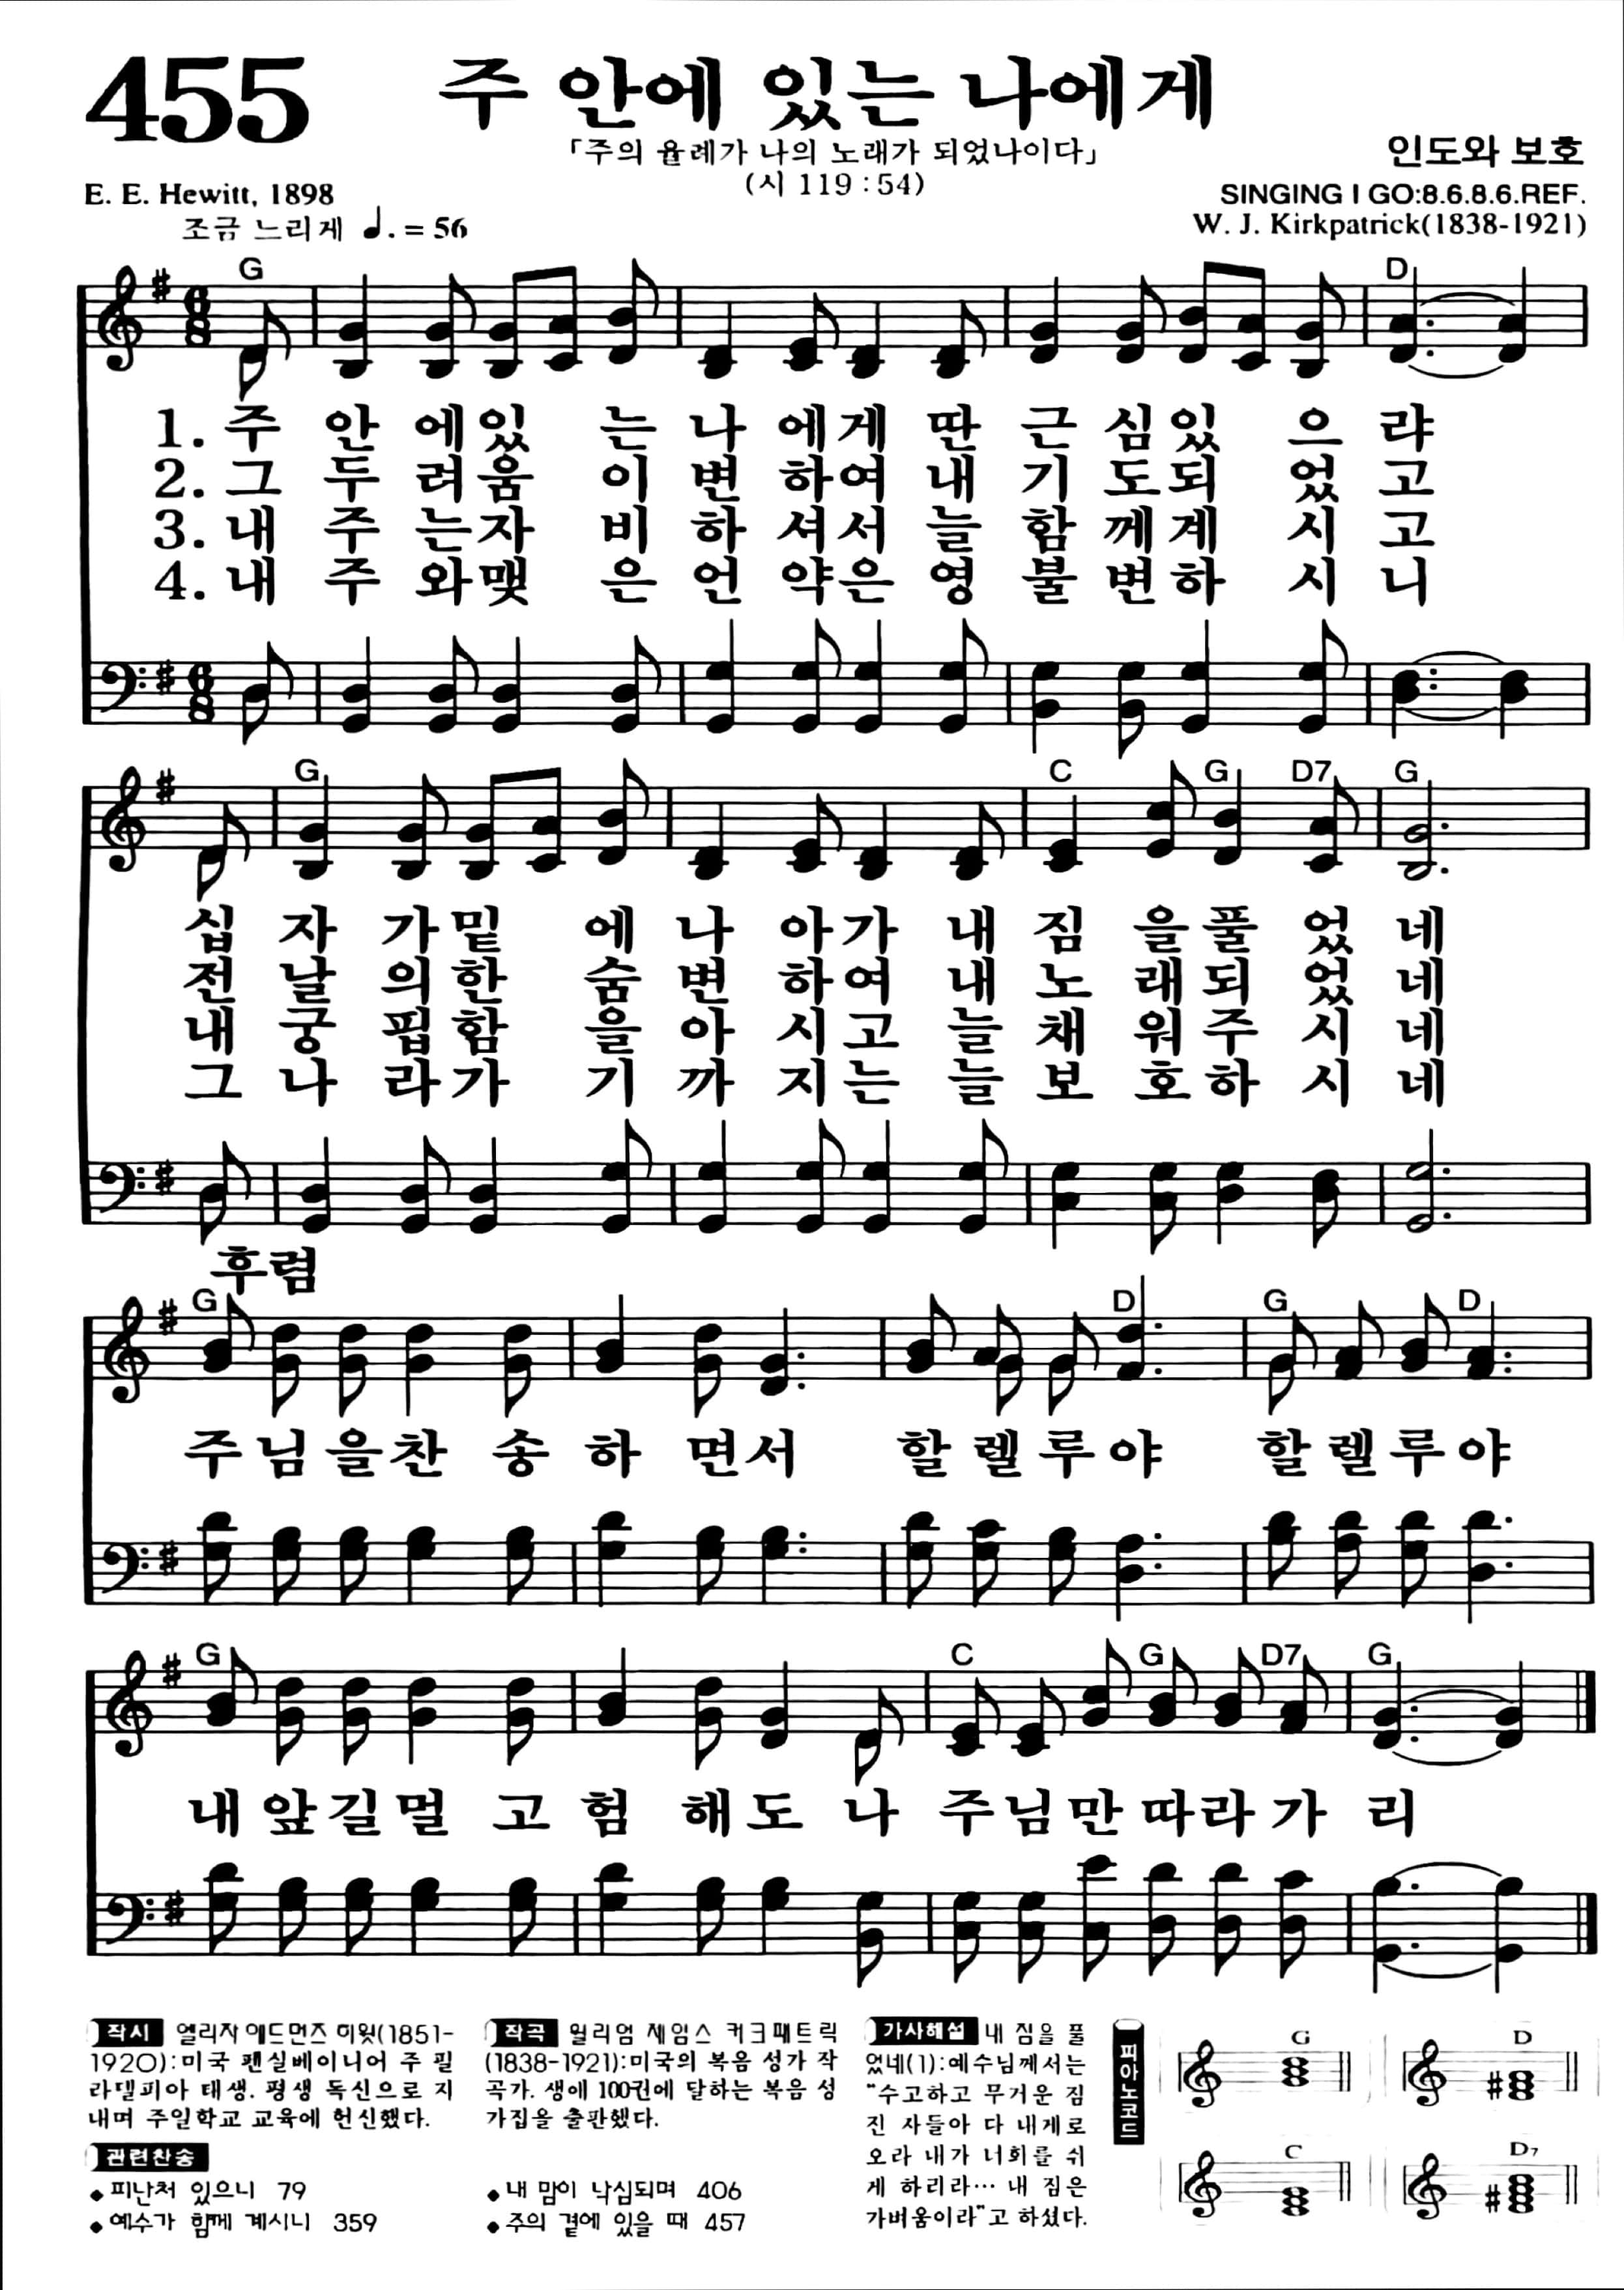 455
주 안에 있는 나에게
「주의 율례가 나의 노래가 되었나이다」
(시 119 : 54)
인도와 보호
E. E. Hewitt, 1898
SINGING I GO:8.6.8.6.REF.
조금 느리게 ♩. = 56
W. J. Kirkpatrick(1838-1921)
G D
1. 주 안 에 있 는 나 에 게 딴 근 심 있 으 랴
2. 그 두 려 움 이 변 하 여 내 기 도 되 었 고
3. 내 주 는 자 비 하 셔 서 늘 함 께 계 시 고
4. 내 주 와 맺 은 언 약 은 영 불 변 하 시 니
G C G D7 G
십 자 가 밑 에 나 아 가 내 짐 을 풀 었 네
전 날 의 한 숨 변 하 여 내 노 래 되 었 네
내 궁 핍 함 을 아 시 고 늘 채 워 주 시 네
그 나 라 가 기 까 지 는 늘 보 호 하 시 네
후렴
G D G D
주 님 을 찬 송 하 면 서 할 렐 루 야 할 렐 루 야
G C G D7 G
내 앞 길 멀 고 험 해 도 나 주 님 만 따 라 가 리
작시 엘리자 에드먼즈 히윗(1851-
1920):미국 펜실베이니어 주 필
라델피아 태생. 평생 독신으로 지
내며 주일학교 교육에 헌신했다.
관련찬송
◆피난처 있으니 79
◆예수가 함께 계시니 359
작곡 윌리엄 제임스 커크패트릭
(1838-1921):미국의 복음 성가 작
곡가. 생애 100권에 달하는 복음 성
가집을 출판했다.
◆내 맘이 낙심되며 406
◆주의 곁에 있을 때 457
가사해설 내 짐을 풀
었네(1):예수님께서는
"수고하고 무거운 짐
진 자들아 다 내게로
오라 내가 너희를 쉬
게 하리라… 내 짐은
가벼움이라"고 하셨다.
피아노코드
G D
C D7